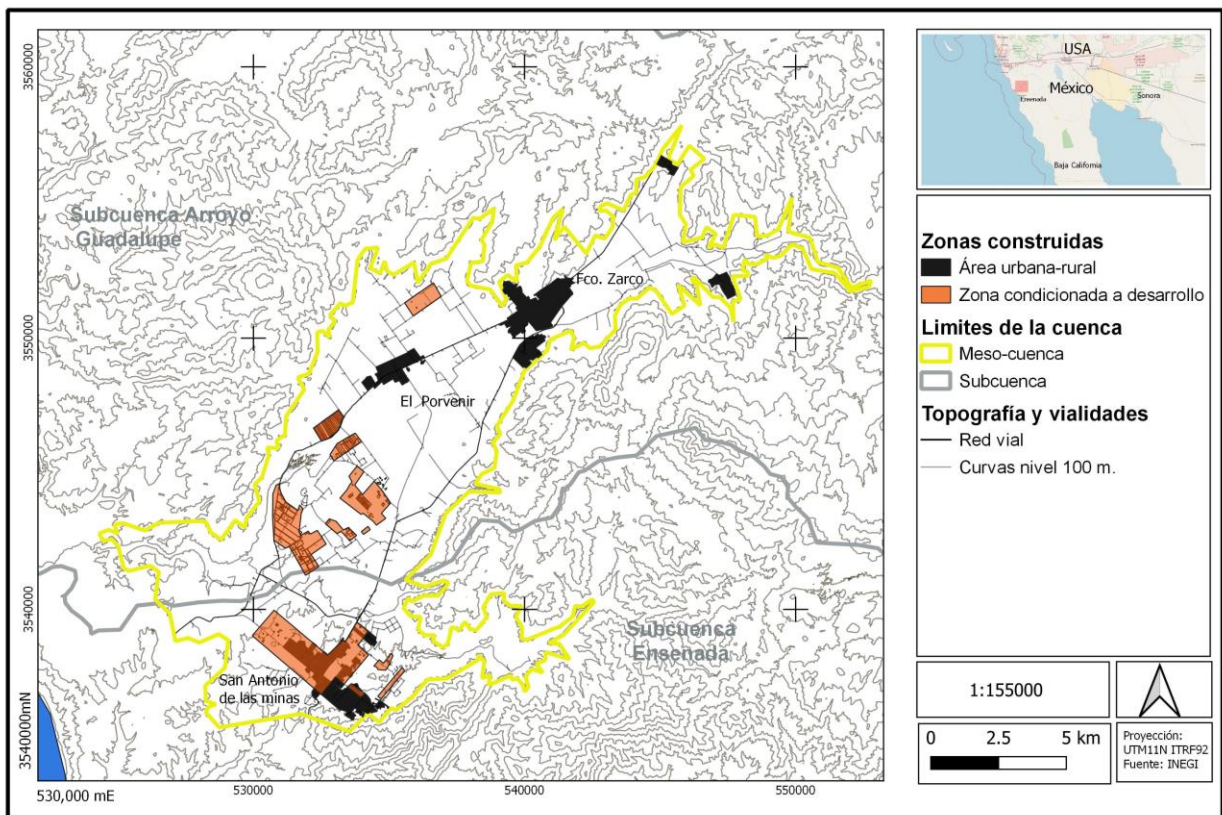 3560000
3550000
3540000
3540000mN
530,000 mE
530000
540000
550000
Subcuenca Arroyo
Guadalupe
Fco. Zarco
El Porvenir
Subcuenca
Ensenada
San Antonio
de las minas
USA
México
Ensenada
Sonora
Baja California
Zonas construidas
Área urbana-rural
Zona condicionada a desarrollo
Limites de la cuenca
Meso-cuenca
Subcuenca
Topografía y vialidades
Red vial
Curvas nivel 100 m.
1:155000
0 2.5 5 km
Proyección:
UTM11N ITRF92
Fuente: INEGI